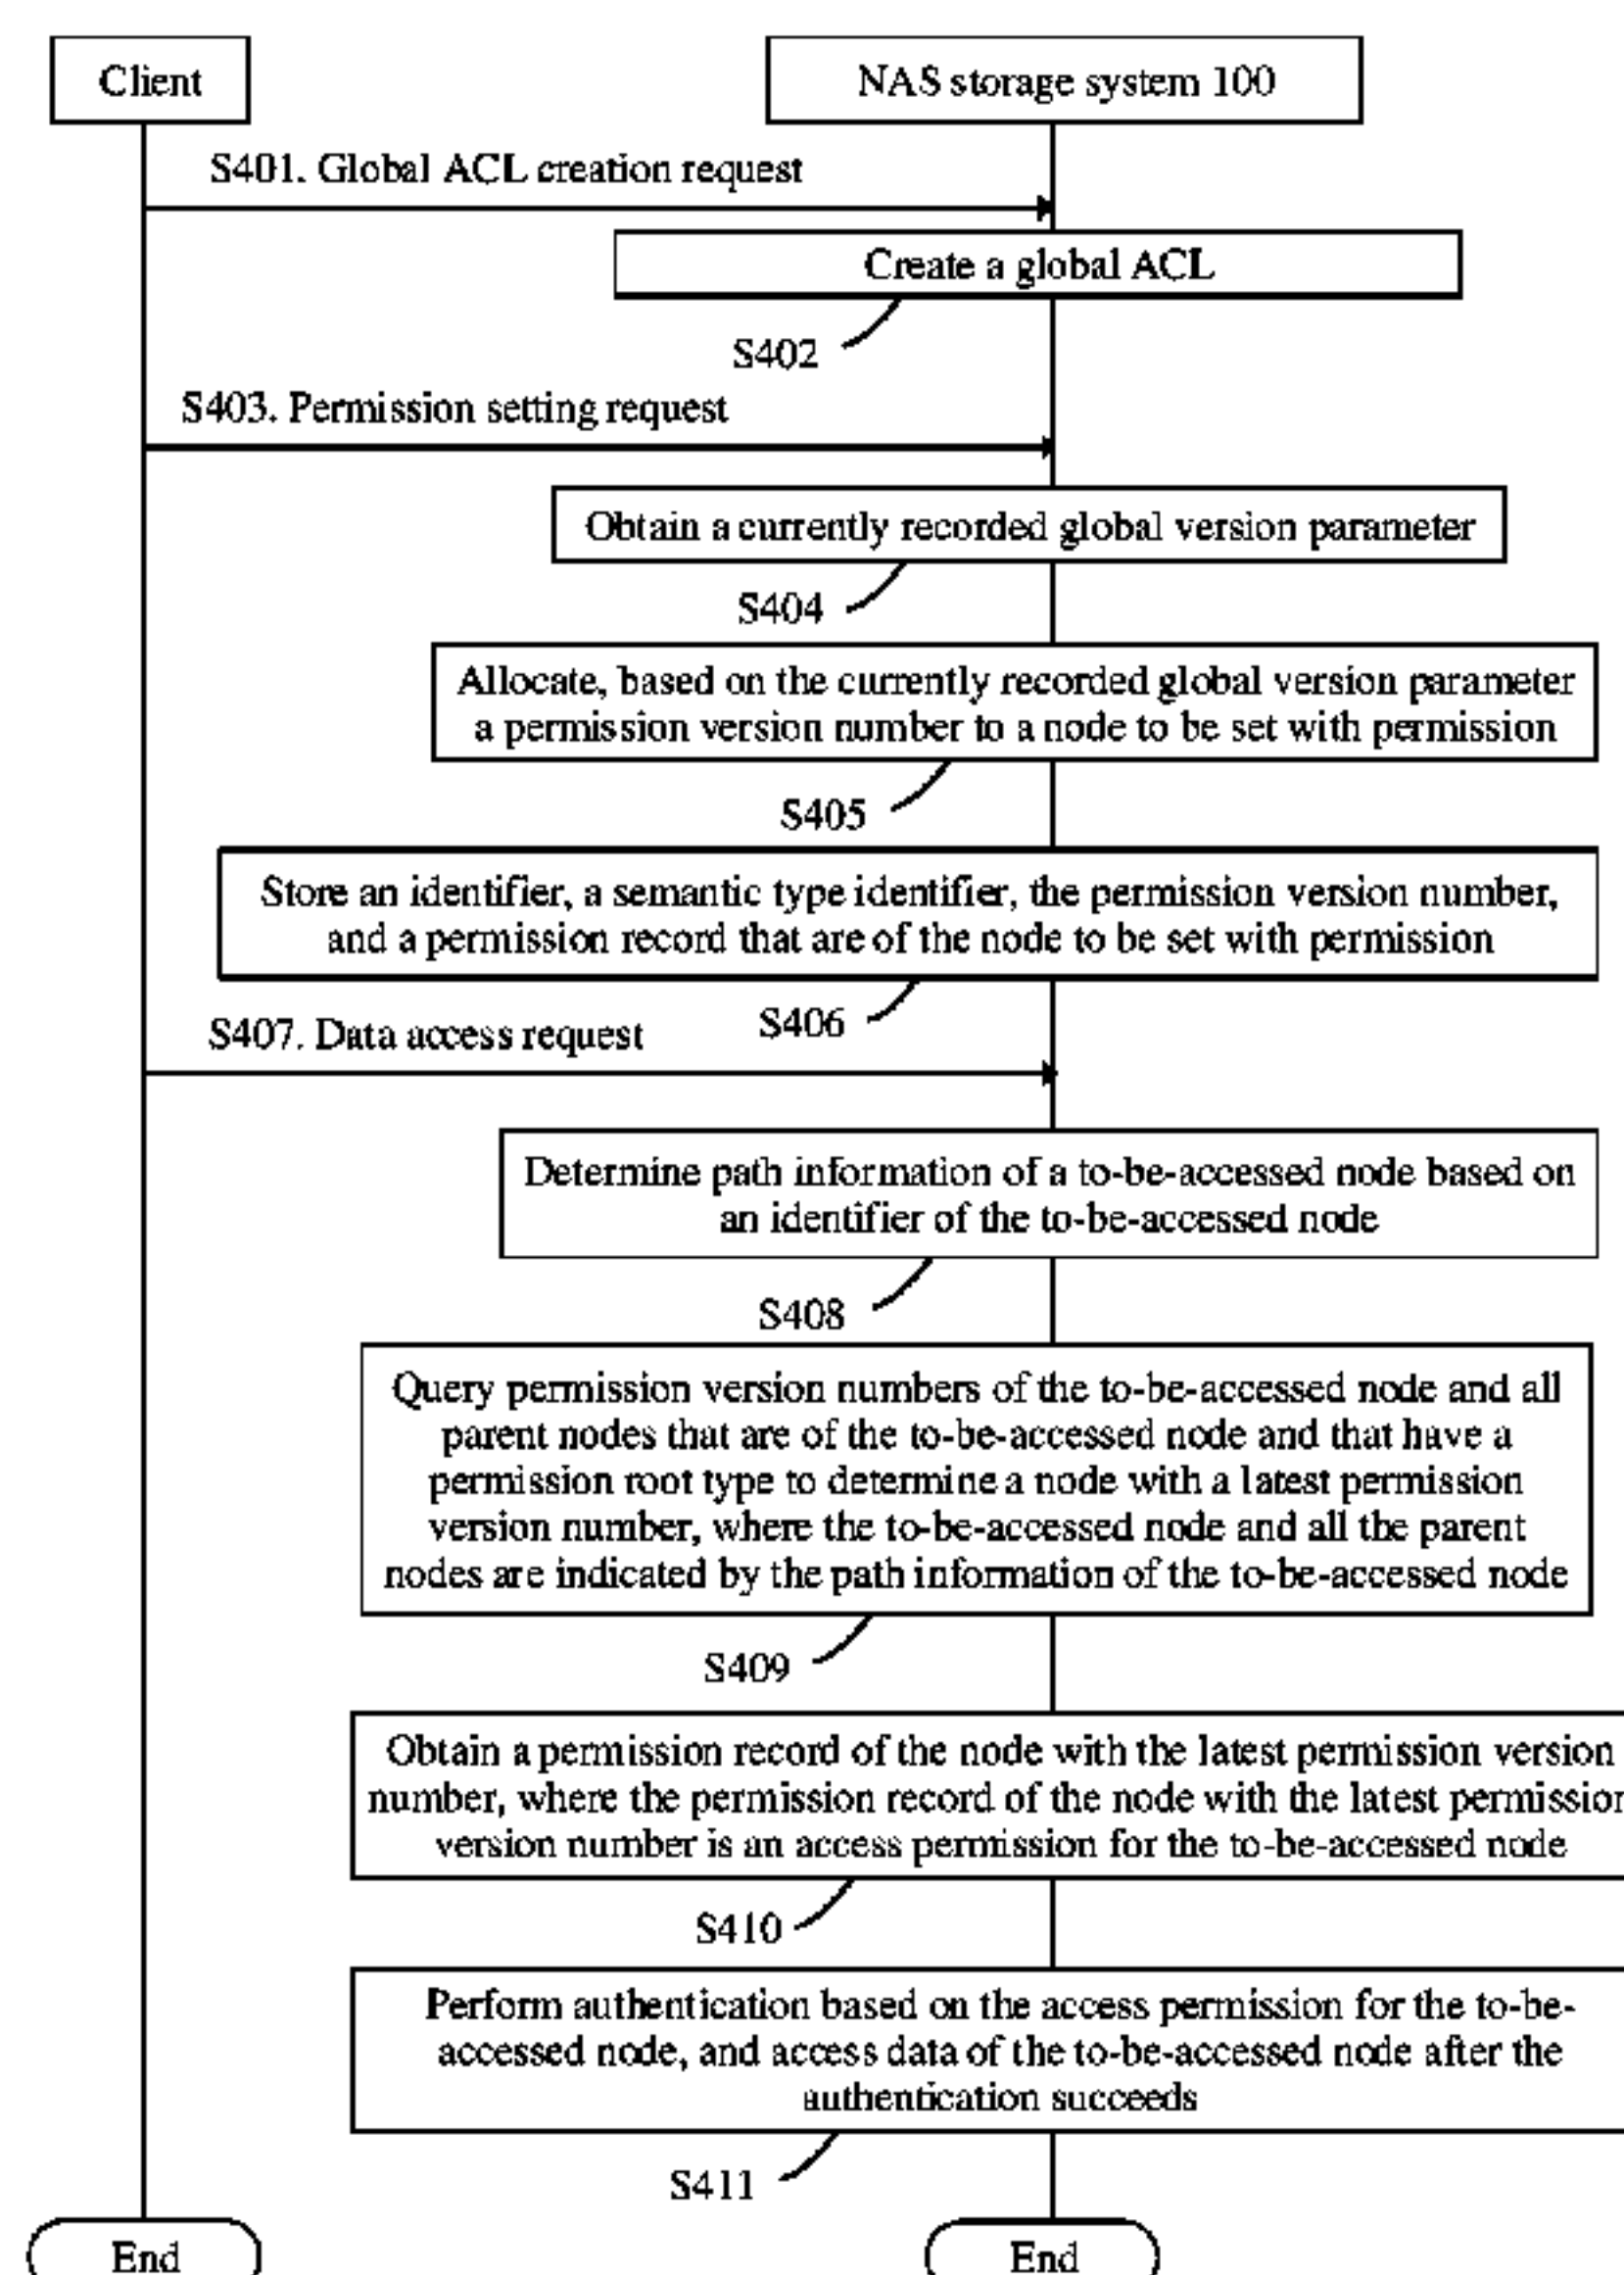 Client
NAS storage system 100
S401. Global ACL creation request
Create a global ACL
S402
S403. Permission setting request
Obtain a currently recorded global version parameter
S404
Allocate, based on the currently recorded global version parameter
a permission version number to a node to be set with permission
S405
Store an identifier, a semantic type identifier, the permission version number,
and a permission record that are of the node to be set with permission
S406
S407. Data access request
Determine path information of a to-be-accessed node based on
an identifier of the to-be-accessed node
S408
Query permission version numbers of the to-be-accessed node and all
parent nodes that are of the to-be-accessed node and that have a
permission root type to determine a node with a latest permission
version number, where the to-be-accessed node and all the parent
nodes are indicated by the path information of the to-be-accessed node
S409
Obtain a permission record of the node with the latest permission version
number, where the permission record of the node with the latest permission
version number is an access permission for the to-be-accessed node
S410
Perform authentication based on the access permission for the to-be-
accessed node, and access data of the to-be-accessed node after the
authentication succeeds
S411
End
End